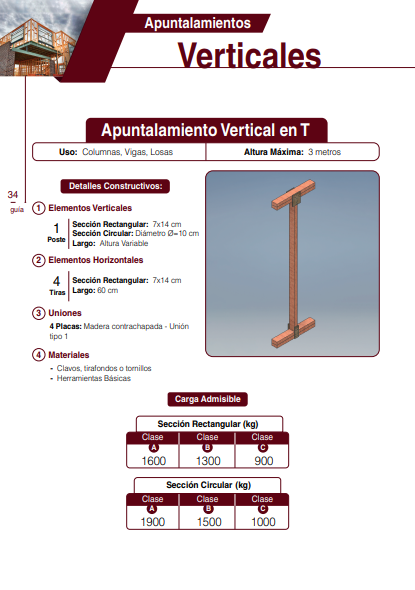 Apuntalamientos
Verticales
Apuntalamiento Vertical en T
Uso: Columnas, Vigas, Losas
Altura Máxima: 3 metros
34
guía
Detalles Constructivos:
1 Elementos Verticales
1
Poste
Sección Rectangular: 7x14 cm
Sección Circular: Diámetro Ø=10 cm
Largo: Altura Variable
2 Elementos Horizontales
4
Tiras
Sección Rectangular: 7x14 cm
Largo: 60 cm
3 Uniones
4 Placas: Madera contrachapada - Unión
tipo 1
4 Materiales
- Clavos, tirafondos o tornillos
- Herramientas Básicas
Carga Admisible
Sección Rectangular (kg)
Clase Clase Clase
A B C
1600 1300 900
Sección Circular (kg)
Clase Clase Clase
A B C
1900 1500 1000